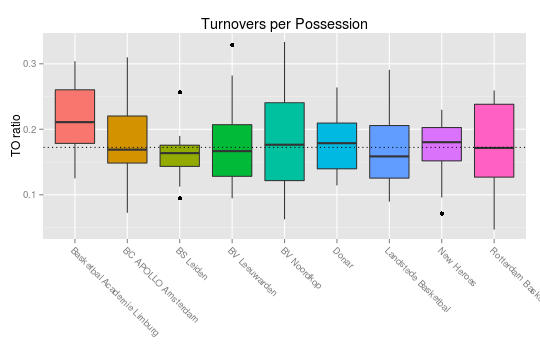 Turnovers per Possession
TO ratio
0.3
0.2
0.1
Basketbal Academie Limburg
BC APOLLO Amsterdam
BS Leiden
BV Leeuwarden
BV Noordkop
Donar
Landstede Basketbal
New Heroes
Rotterdam